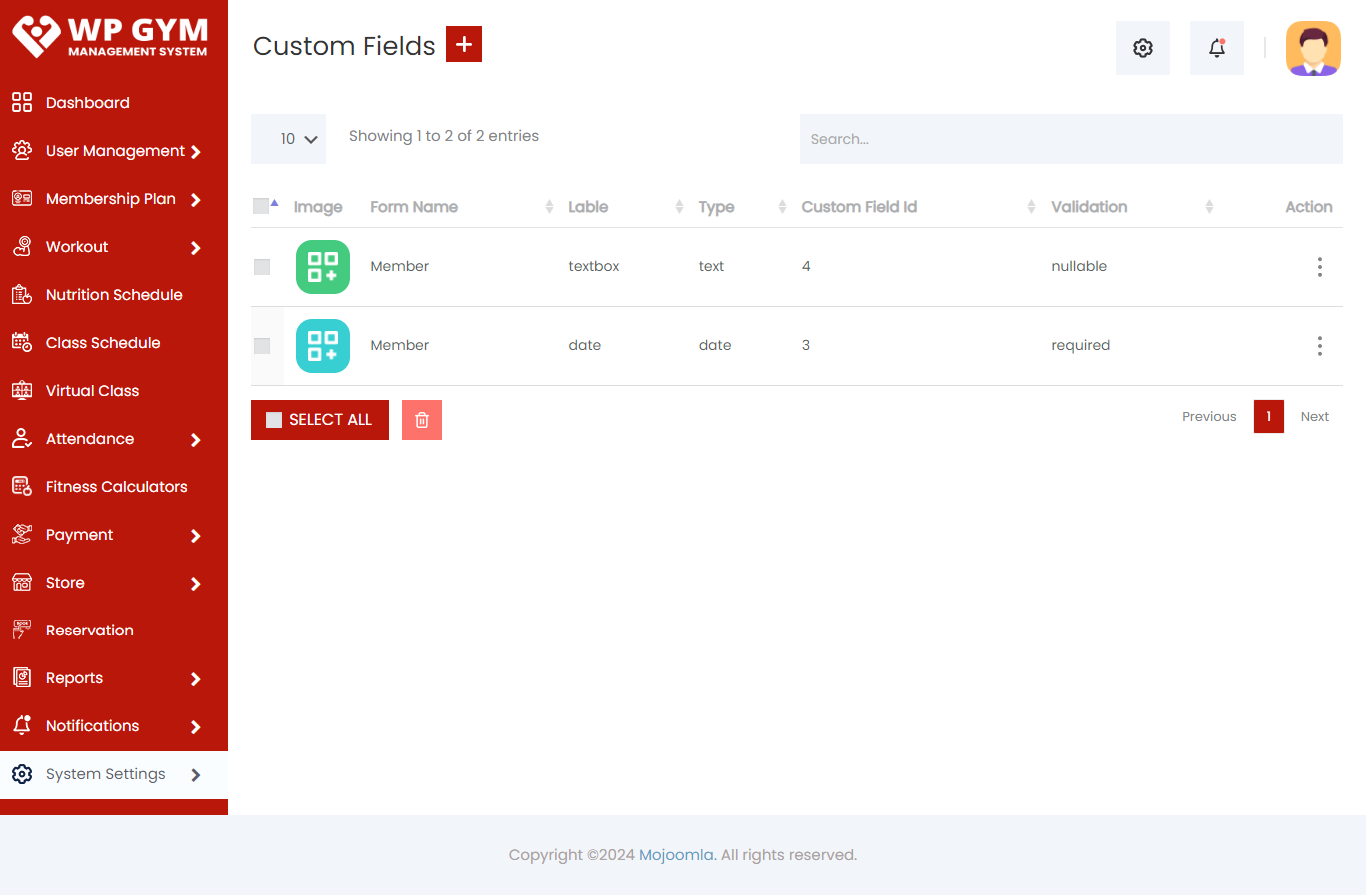 WP GYM
MANAGEMENT SYSTEM
Dashboard
User Management
Membership Plan
Workout
Nutrition Schedule
Class Schedule
Virtual Class
Attendance
Fitness Calculators
Payment
Store
Reservation
Reports
Notifications
System Settings
Custom Fields
10 Showing 1 to 2 of 2 entries Search...
Image Form Name Lable Type Custom Field Id Validation Action
Member textbox text 4 nullable
Member date date 3 required
SELECT ALL Previous 1 Next
Copyright ©2024 Mojoomla. All rights reserved.